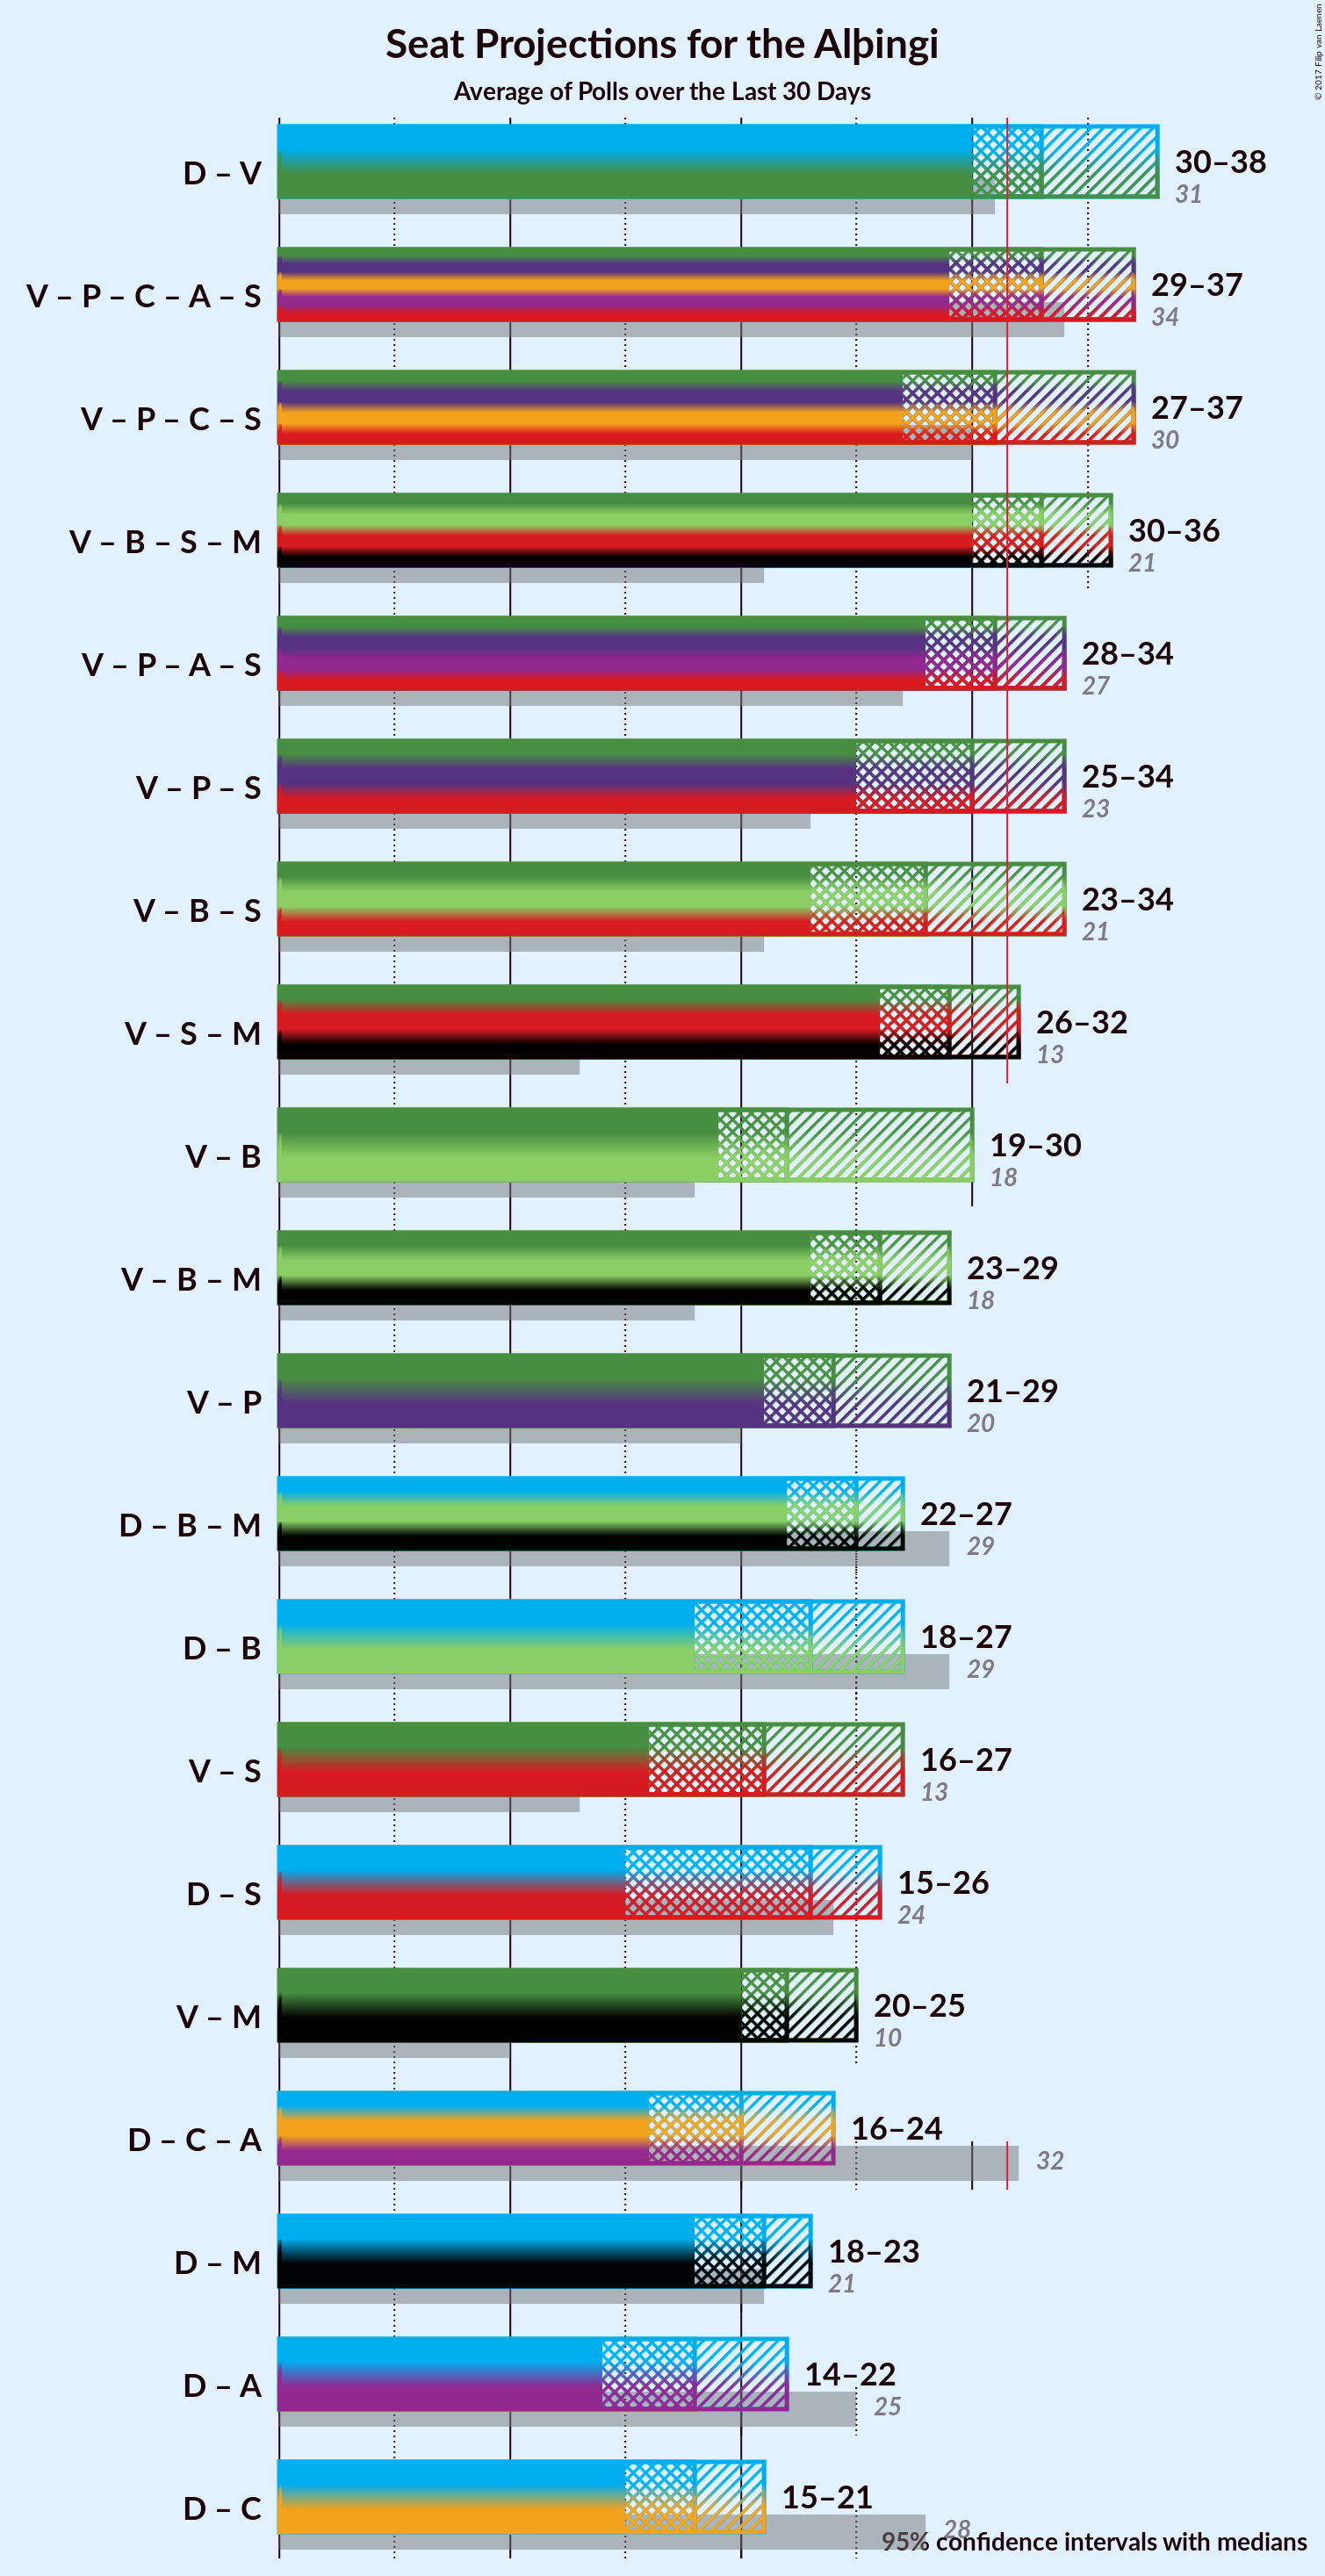 Seat Projections for the Alþingi
Average of Polls over the Last 30 Days
© 2017 Filip van Laenen
D – V
30–38
31
V – P – C – A – S
29–37
34
V – P – C – S
27–37
30
V – B – S – M
30–36
21
V – P – A – S
28–34
27
V – P – S
25–34
23
V – B – S
23–34
21
V – S – M
26–32
13
V – B
19–30
18
V – B – M
23–29
18
V – P
21–29
20
D – B – M
22–27
29
D – B
18–27
29
V – S
16–27
13
D – S
15–26
24
V – M
20–25
10
D – C – A
16–24
32
D – M
18–23
21
D – A
14–22
25
D – C
15–21
28
95% confidence intervals with medians